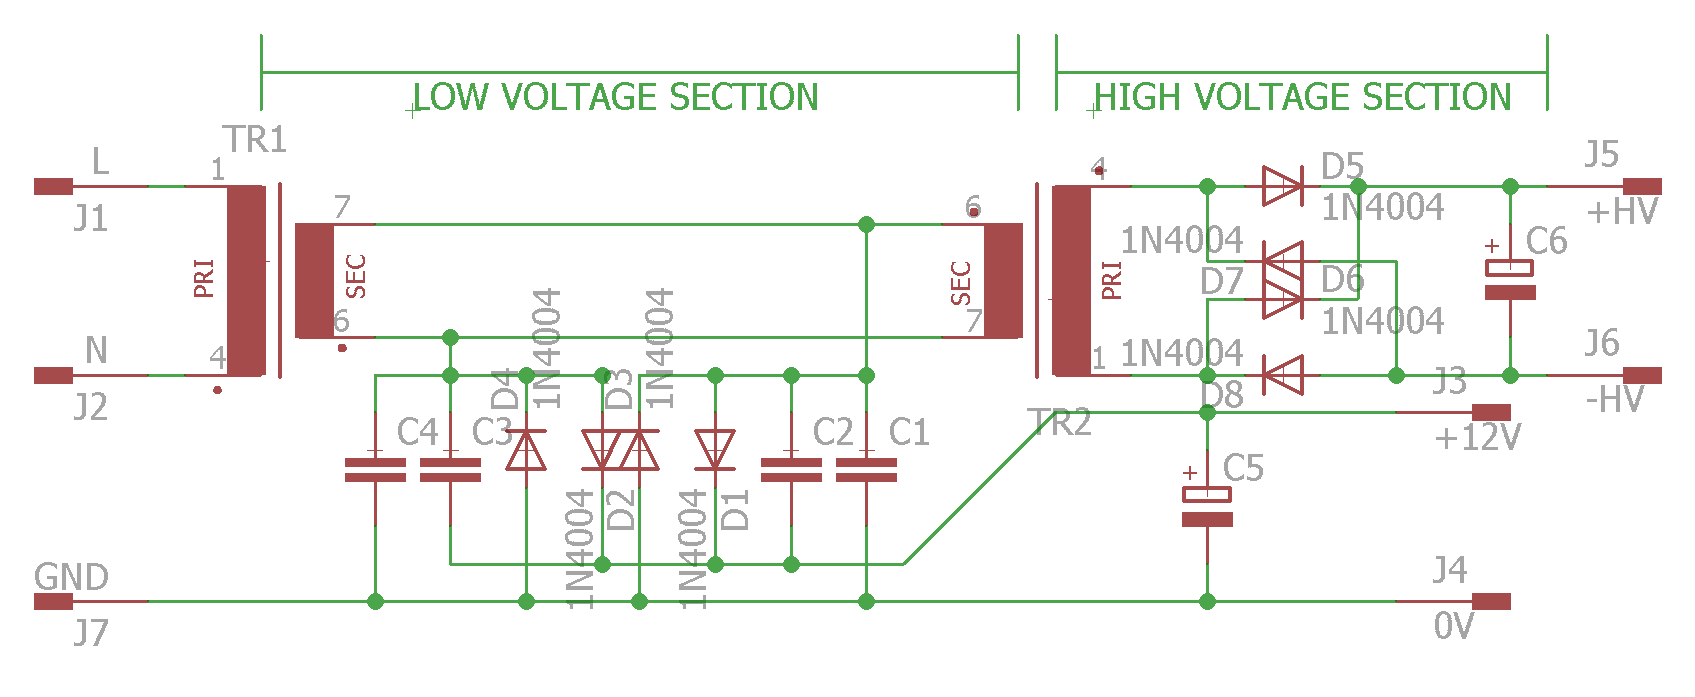 LOW VOLTAGE SECTION
HIGH VOLTAGE SECTION
TR1
L
1
J1
7
6
4
D5
J5
1N4004
+HV
PRI
SEC
SEC
PRI
1N4004
D7
D6
C6
6
1N4004
N
4
J2
7
1N4004
1
J6
-HV
J3
D8
TR2
+12V
D4
1N4004
D3
1N4004
C4
C3
C2
C1
C5
1N4004
D2
1N4004
D1
GND
J7
J4
0V